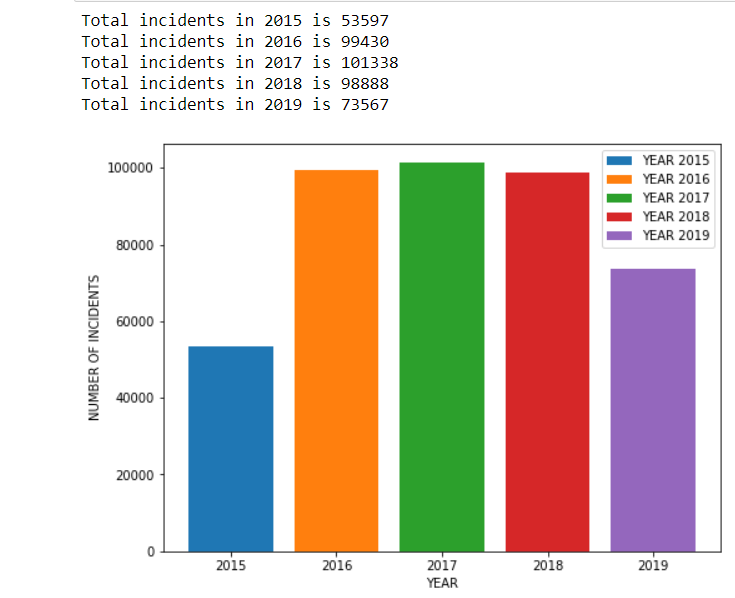 Total incidents in 2015 is 53597
Total incidents in 2016 is 99430
Total incidents in 2017 is 101338
Total incidents in 2018 is 98888
Total incidents in 2019 is 73567
100000
80000
60000
40000
20000
0
NUMBER OF INCIDENTS
YEAR 2015
YEAR 2016
YEAR 2017
YEAR 2018
YEAR 2019
2015 2016 2017 2018 2019
YEAR